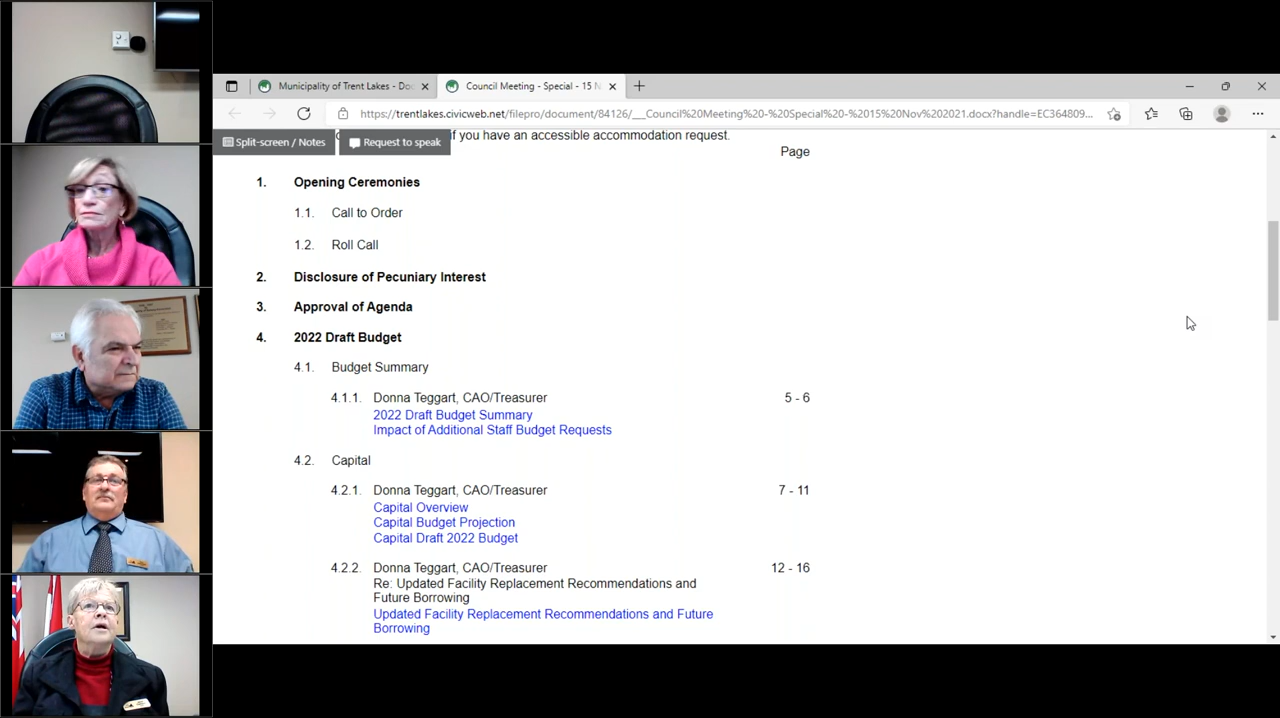 Municipality of Trent Lakes - Do
Council Meeting - Special - 15 N
https://trentlakes.civicweb.net/filepro/document/84126/__Council%20Meeting%20-%20Special%20-%2015%20Nov%202021.docx?handle=EC364809...
if you have an accessible accommodation request.
Split-screen / Notes
Request to speak
Page
1. Opening Ceremonies
1.1. Call to Order
1.2. Roll Call
2. Disclosure of Pecuniary Interest
3. Approval of Agenda
4. 2022 Draft Budget
4.1. Budget Summary
4.1.1. Donna Teggart, CAO/Treasurer 5 - 6
2022 Draft Budget Summary
Impact of Additional Staff Budget Requests
4.2. Capital
4.2.1. Donna Teggart, CAO/Treasurer 7 - 11
Capital Overview
Capital Budget Projection
Capital Draft 2022 Budget
4.2.2. Donna Teggart, CAO/Treasurer 12 - 16
Re: Updated Facility Replacement Recommendations and
Future Borrowing
Updated Facility Replacement Recommendations and Future
Borrowing